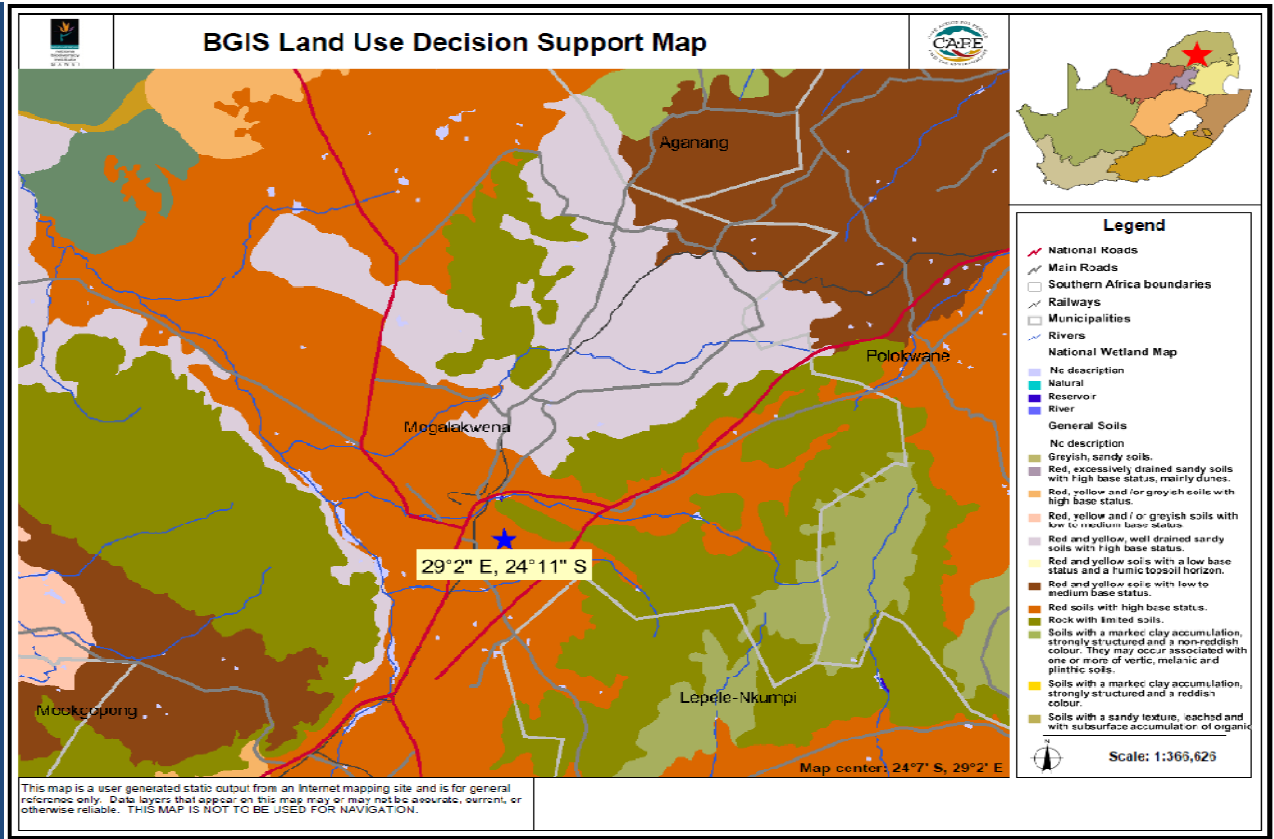 BGIS Land Use Decision Support Map
CAPE
Aganang
Polokwane
Mogalakwena
29°2" E, 24°11" S
Mookgopong
Lepele-Nkumpi
Map center: 24°7' S, 29°2' E
Legend
National Roads
Main Roads
Southern Africa boundaries
Railways
Municipalities
Rivers
National Wetland Map
No description
Natural
Reservoir
River
General Soils
No description
Greyish, sandy soils.
Red, excessively drained sandy soils
with high base status, mainly dunes.
Red, yellow and /or greyish soils with
high base status.
Red, yellow and / or greyish soils with
low to medium base status
Red and yellow, well drained sandy
soils with high base status.
Red and yellow soils with a low base
status and a humic topsoil horizon.
Red and yellow soils with low to
medium base status.
Red soils with high base status.
Rock with limited soils.
Soils with a marked clay accumulation,
strongly structured and a non-reddish
colour. They may occur associated with
one or more of vertic, melanic and
plinthic soils.
Soils with a marked clay accumulation,
strongly structured and a reddish
colour.
Soils with a sandy texture, leached and
with subsurface accumulation of organic
N
Scale: 1:366,626
This map is a user generated static output from an Internet mapping site and is for general
reference only. Data layers that appear on this map may or may not be accurate, current, or
otherwise reliable. THIS MAP IS NOT TO BE USED FOR NAVIGATION.